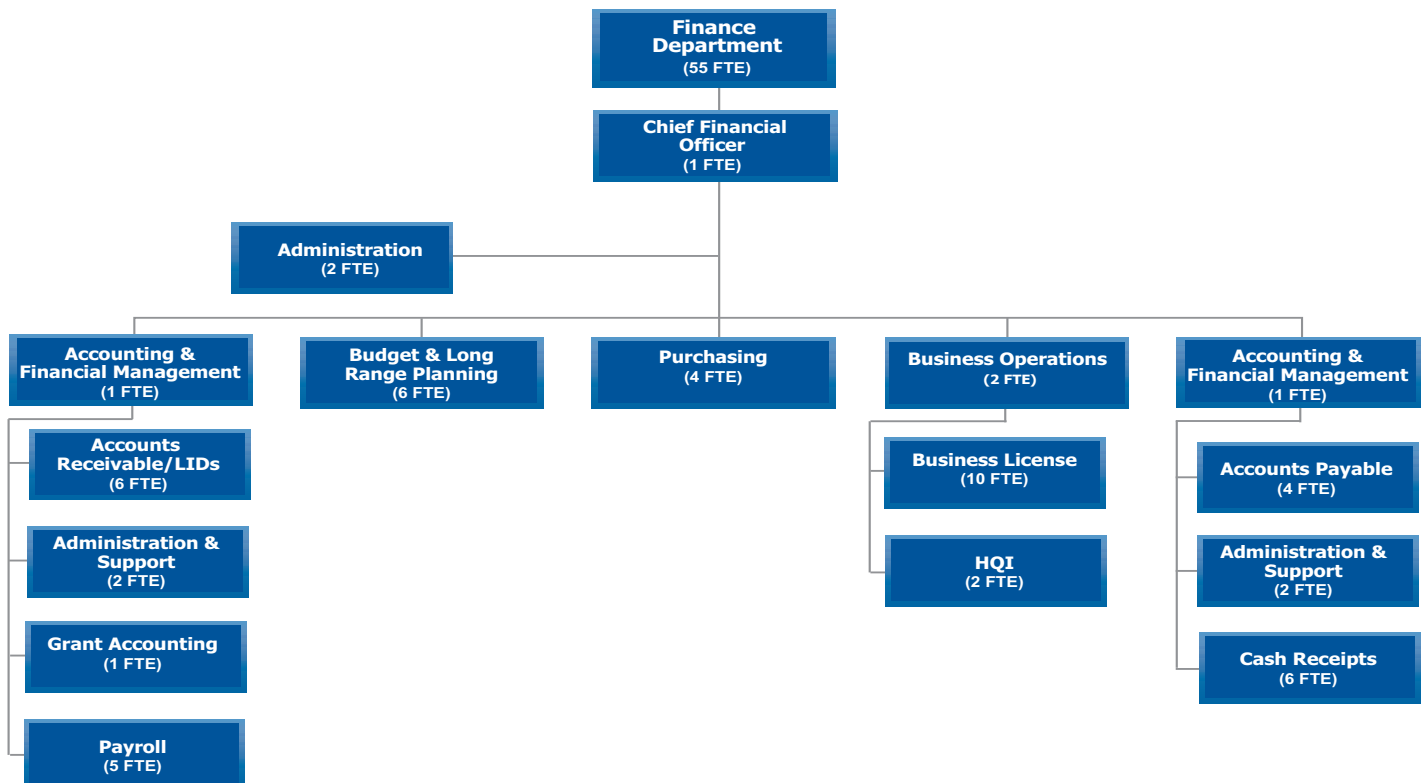 Finance
Department
(55 FTE)
Chief Financial
Officer
(1 FTE)
Administration
(2 FTE)
Accounting &
Financial Management
(1 FTE)
Budget & Long
Range Planning
(6 FTE)
Purchasing
(4 FTE)
Business Operations
(2 FTE)
Accounting &
Financial Management
(1 FTE)
Accounts
Receivable/LIDs
(6 FTE)
Administration &
Support
(2 FTE)
Grant Accounting
(1 FTE)
Payroll
(5 FTE)
Business License
(10 FTE)
HQI
(2 FTE)
Accounts Payable
(4 FTE)
Administration &
Support
(2 FTE)
Cash Receipts
(6 FTE)